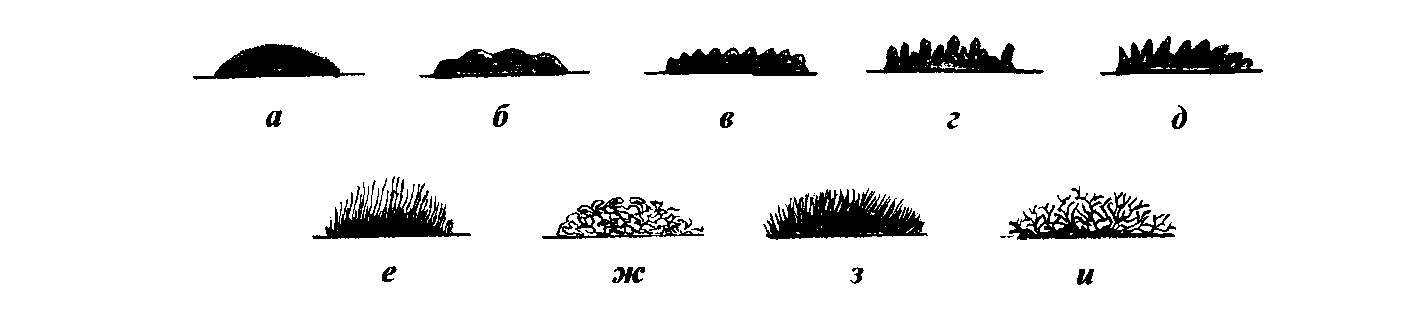 а б в г д
е ж з и